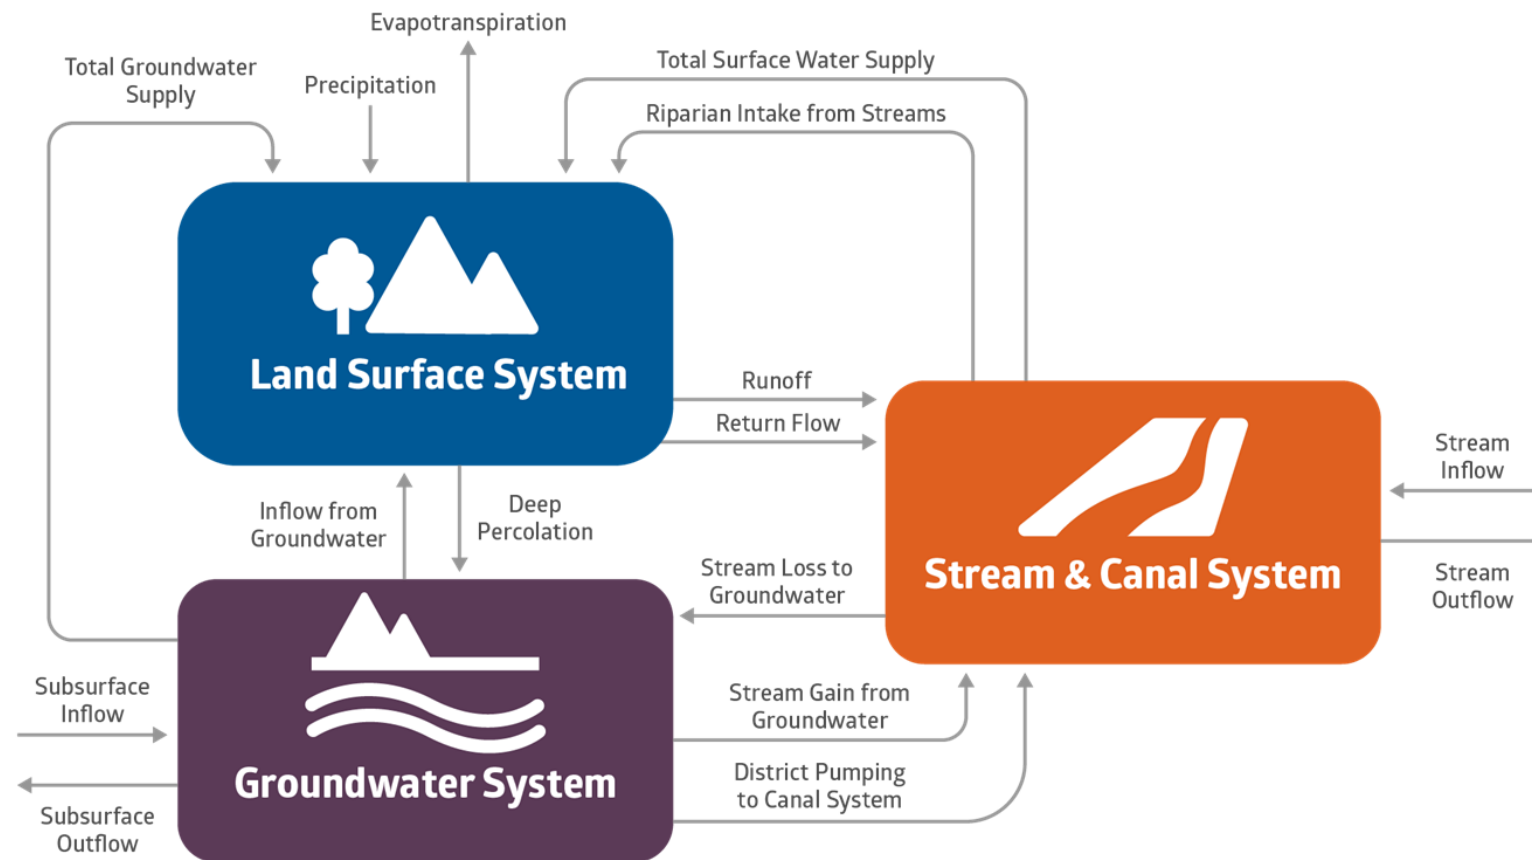 Evapotranspiration
Total Groundwater
Supply
Precipitation
Total Surface Water Supply
Riparian Intake from Streams
Land Surface System
Runoff
Return Flow
Inflow from
Groundwater
Deep
Percolation
Stream
Inflow
Stream & Canal System
Stream
Outflow
Stream Loss to
Groundwater
Subsurface
Inflow
Stream Gain from
Groundwater
Groundwater System
District Pumping
to Canal System
Subsurface
Outflow